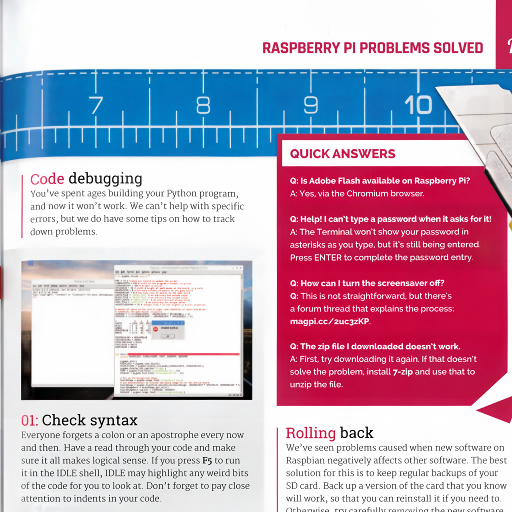 RASPBERRY PI PROBLEMS SOLVED
7 8 9 10
Code debugging
You've spent ages building your Python program,
and now it won't work. We can't help with specific
errors, but we do have some tips on how to track
down problems.
01: Check syntax
Everyone forgets a colon or an apostrophe every now
and then. Have a read through your code and make
sure it all makes logical sense. If you press F5 to run
it in the IDLE shell, IDLE may highlight any weird bits
of the code for you to look at. Don't forget to pay close
attention to indents in your code.
QUICK ANSWERS
Q: Is Adobe Flash available on Raspberry Pi?
A: Yes, via the Chromium browser.
Q: Help! I can't type a password when it asks for it!
A: The Terminal won't show your password in
asterisks as you type, but it's still being entered.
Press ENTER to complete the password entry.
Q: How can I turn the screensaver off?
Q: This is not straightforward, but there's
a forum thread that explains the process:
magpi.cc/2uc3zKP.
Q: The zip file I downloaded doesn't work.
A: First, try downloading it again. If that doesn't
solve the problem, install 7-zip and use that to
unzip the file.
Rolling back
We've seen problems caused when new software on
Raspbian negatively affects other software. The best
solution for this is to keep regular backups of your
SD card. Back up a version of the card that you know
will work, so that you can reinstall it if you need to.
Otherwise, try carefully removing the new software